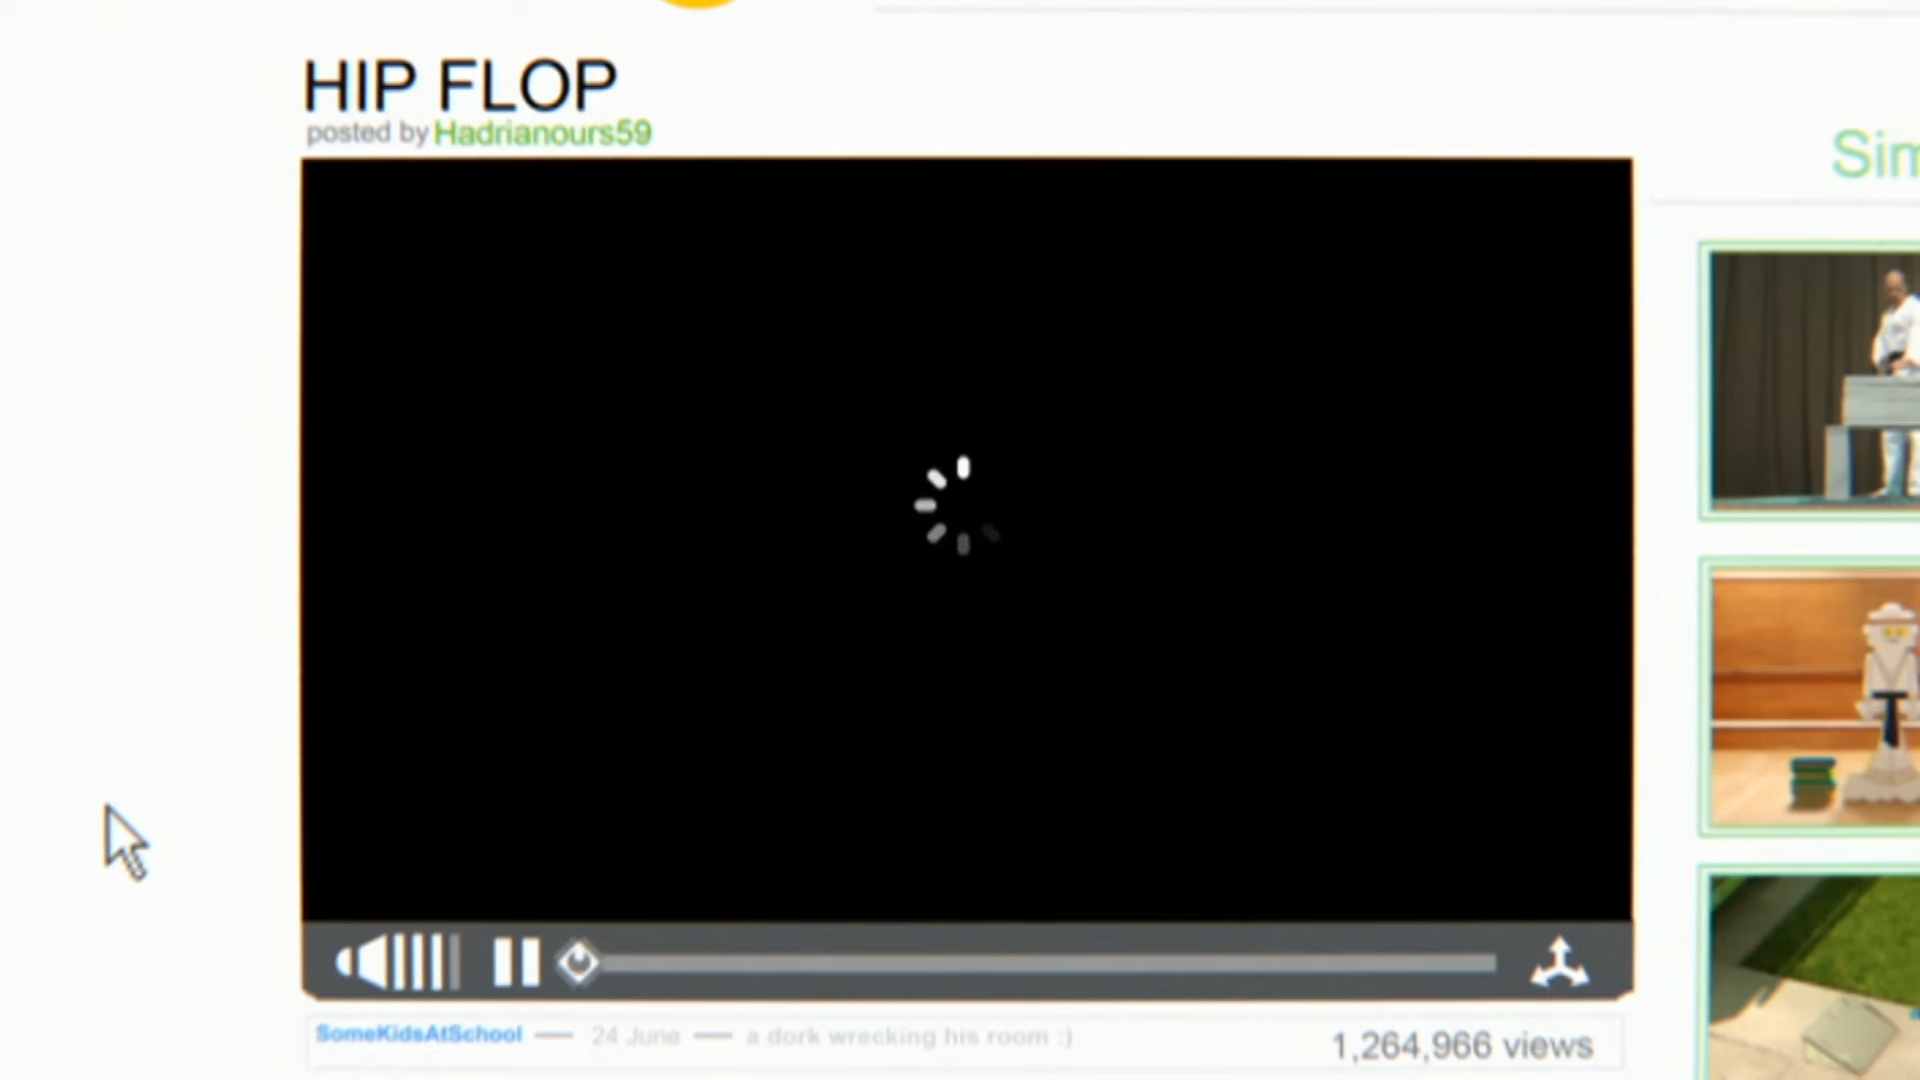 HIP FLOP
posted by Hadrianours59
Sim
SomeKidsAtSchool — 24 June — a dork wrecking his room :)
1,264,966 views